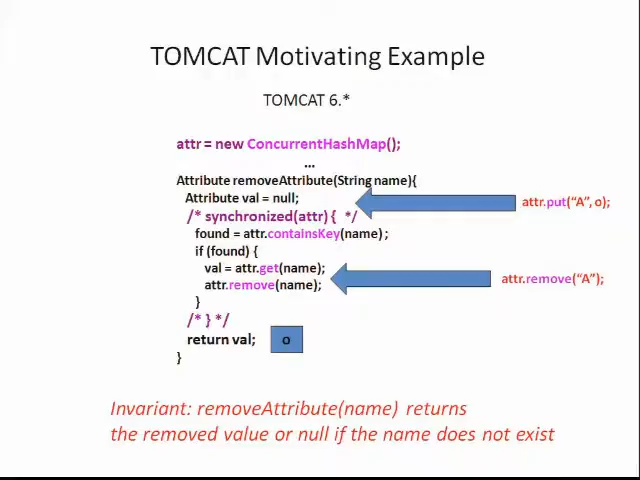 TOMCAT Motivating Example
TOMCAT 6.*
attr = new ConcurrentHashMap();
...
Attribute removeAttribute(String name){
Attribute val = null;
attr.put("A", o);
/* synchronized(attr) { */
found = attr.containsKey(name) ;
if (found) {
val = attr.get(name);
attr.remove("A");
attr.remove(name);
}
/* } */
return val;
o
}
Invariant: removeAttribute(name) returns
the removed value or null if the name does not exist